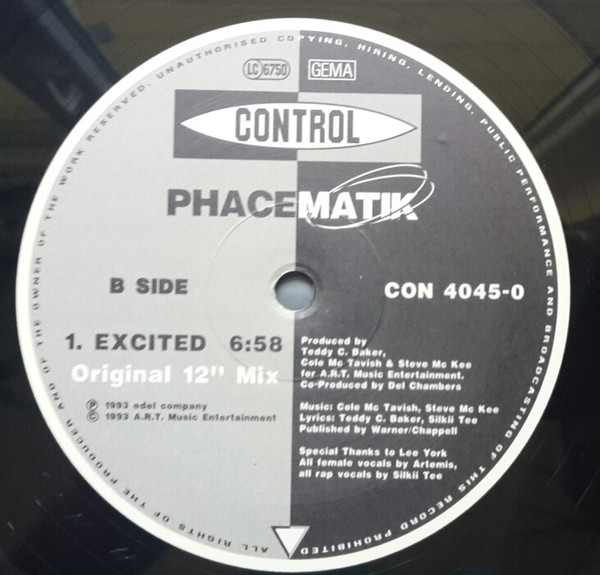 ALL RIGHTS OF THE PRODUCER AND OF THE OWNER OF THE WORK RESERVED. UNAUTHORISED COPYING, HIRING, LENDING, PUBLIC PERFORMANCE AND BROADCASTING OF THIS RECORD PROHIBITED
LC 6750 GEMA
CONTROL
PHACEMATIK
B SIDE
CON 4045-0
1. EXCITED 6:58
Original 12" Mix
Ⓟ 1993 edel company
© 1993 A.R.T. Music Entertainment
Produced by
Teddy C. Baker,
Cole Mc Tavish & Steve Mc Kee
for A.R.T. Music Entertainment.
Co-Produced by Del Chambers
Music: Cole Mc Tavish, Steve Mc Kee
Lyrics: Teddy C. Baker, Silkii Tee
Published by Warner/Chappell
Special Thanks to Lee York
All female vocals by Artemis,
all rap vocals by Silkii Tee